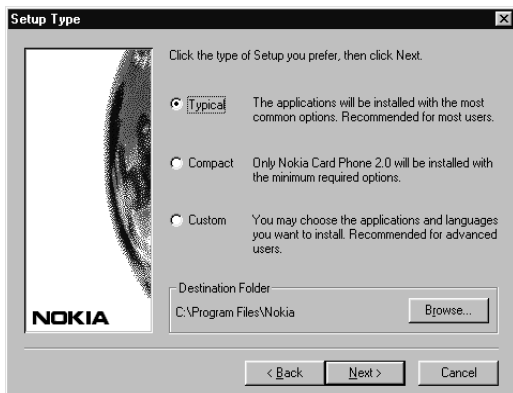 Setup Type
Click the type of Setup you prefer, then click Next.
Typical
The applications will be installed with the most
common options. Recommended for most users.
Compact
Only Nokia Card Phone 2.0 will be installed with
the minimum required options.
Custom
You may choose the applications and languages
you want to install. Recommended for advanced
users.
Destination Folder
C:\Program Files\Nokia
Browse...
NOKIA
< Back
Next >
Cancel